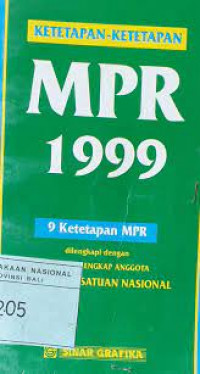 KETETAPAN-KETETAPAN
MPR
1999
9 Ketetapan MPR
dilengkapi dengan
ENGKAP ANGGOTA
SATUAN NASIONAL
AKAAN NASIONAL
OVINSI BALI
205
SINAR GRAFIKA